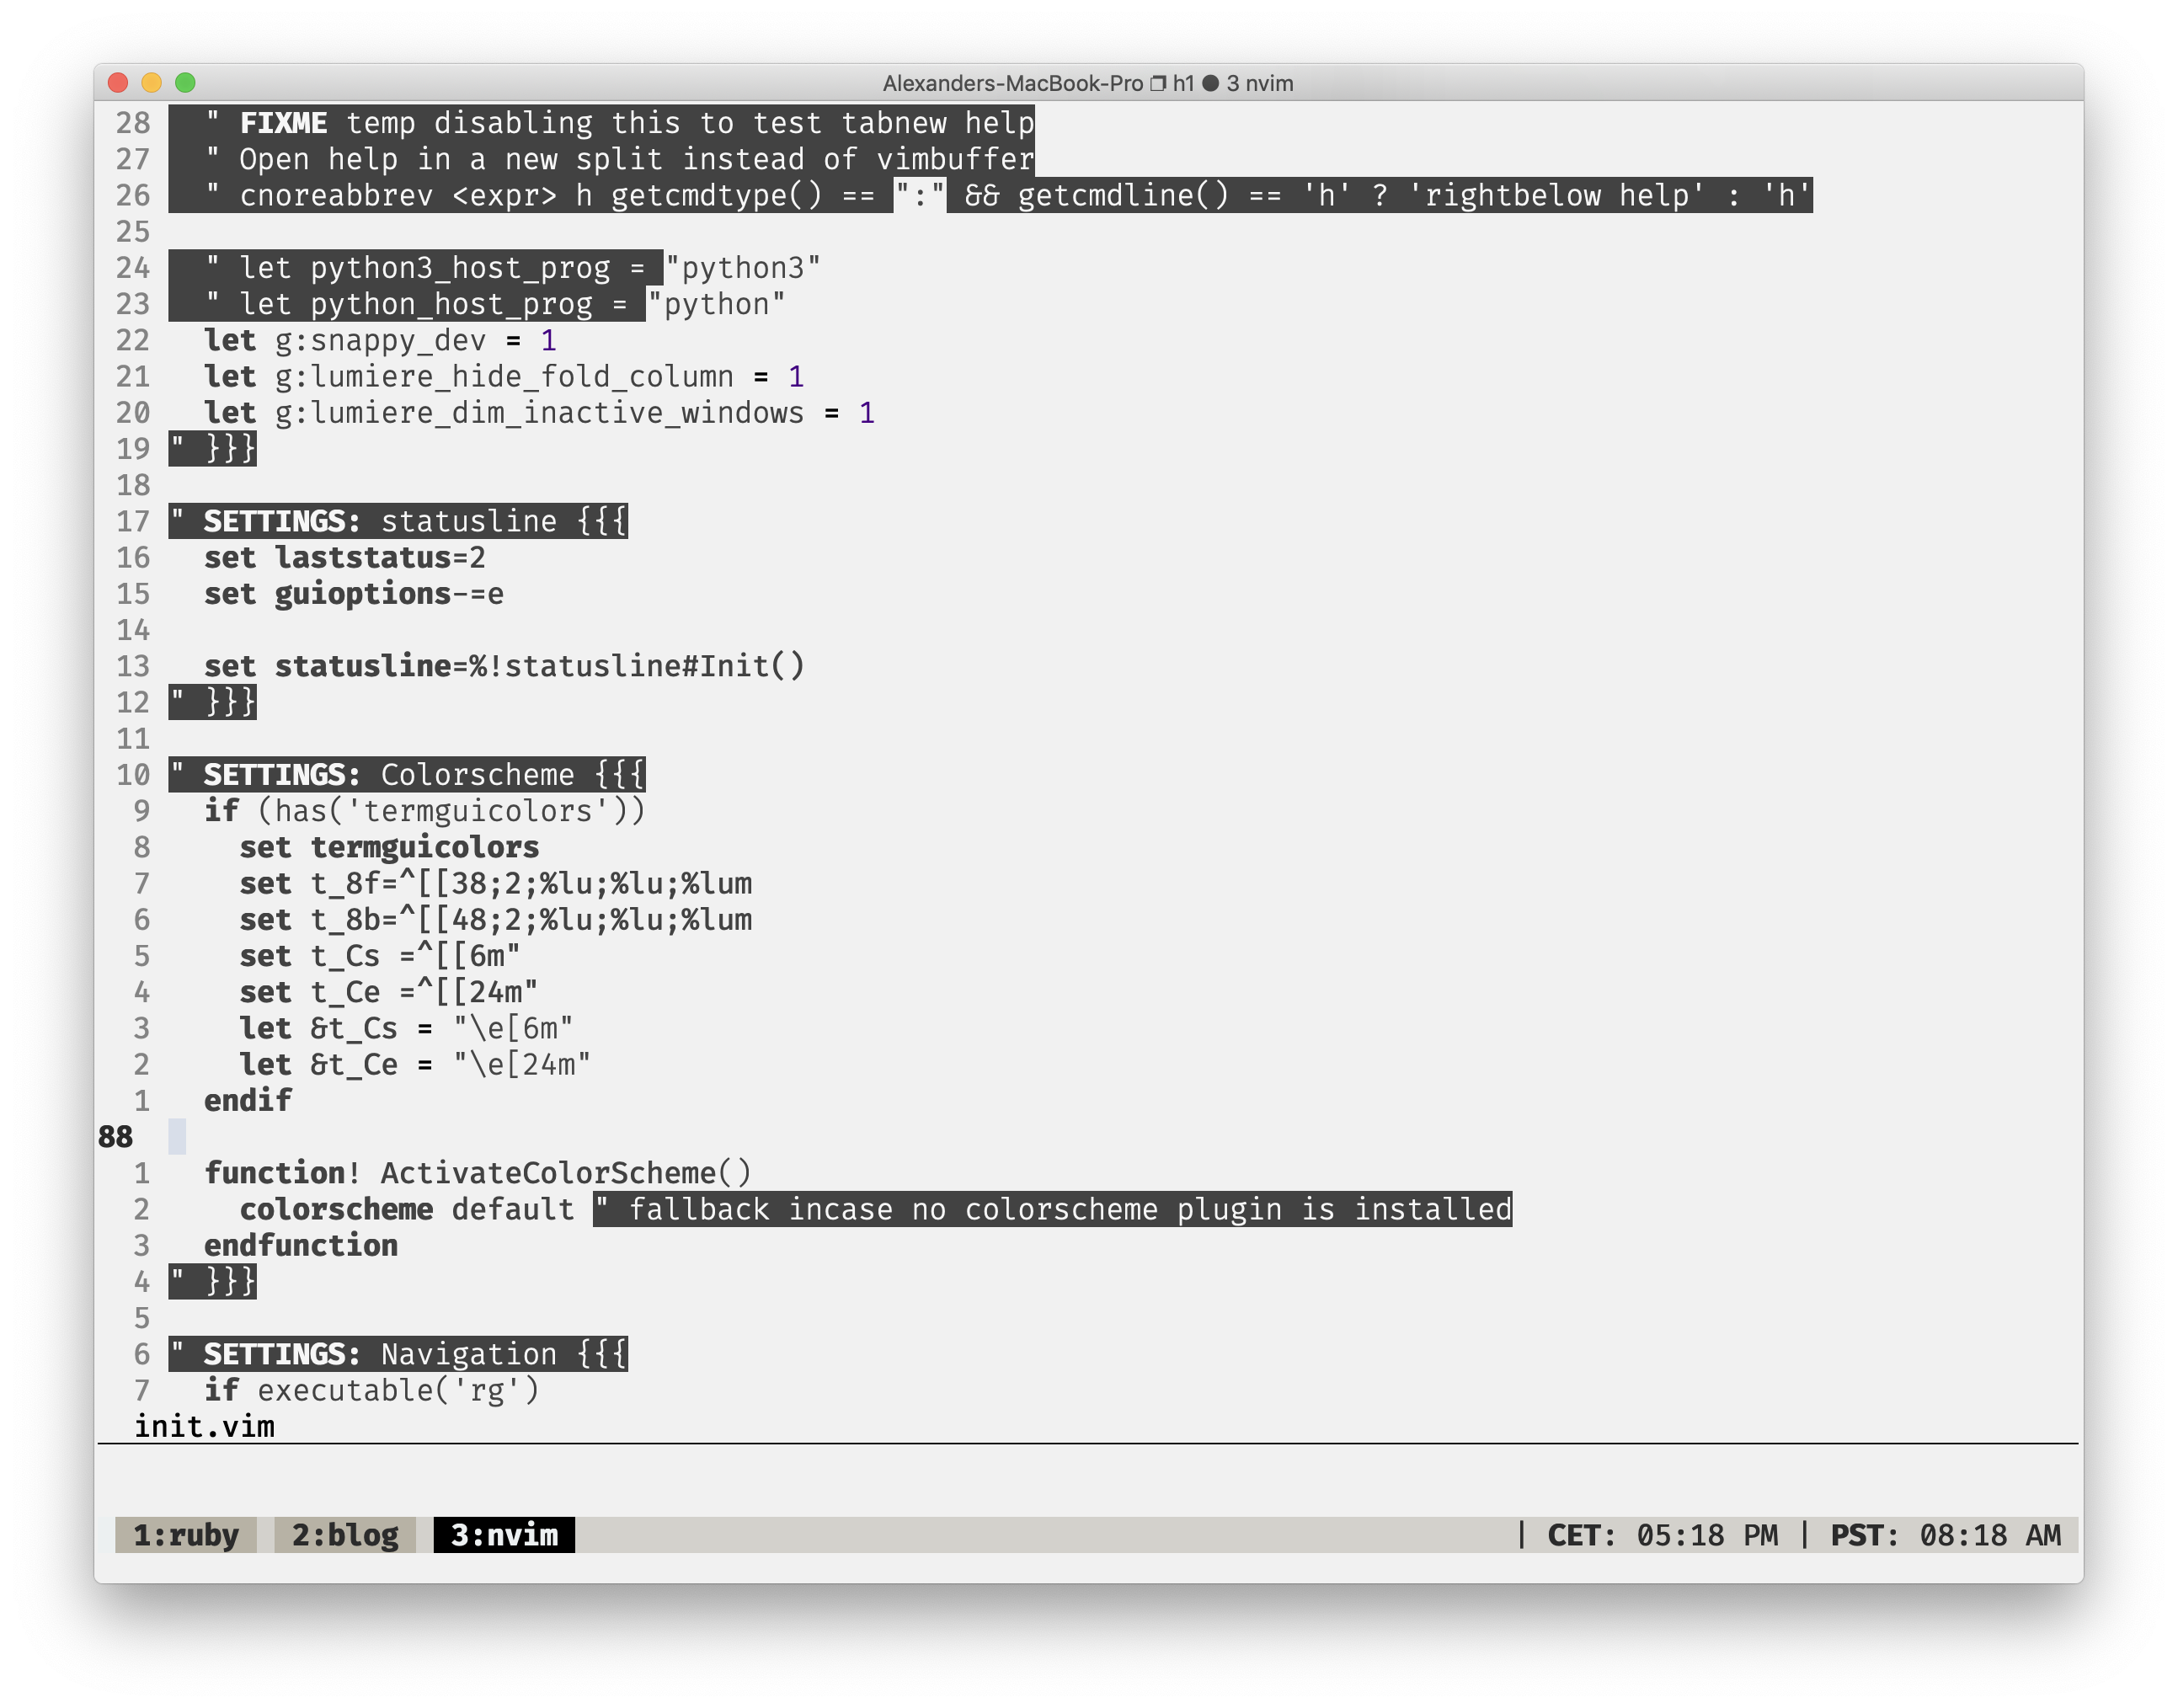 Alexanders-MacBook-Pro ❐ h1 ● 3 nvim
28   " FIXME temp disabling this to test tabnew help
27   " Open help in a new split instead of vimbuffer
26   " cnoreabbrev <expr> h getcmdtype() == ":" && getcmdline() == 'h' ? 'rightbelow help' : 'h'
25
24   " let python3_host_prog = "python3"
23   " let python_host_prog = "python"
22   let g:snappy_dev = 1
21   let g:lumiere_hide_fold_column = 1
20   let g:lumiere_dim_inactive_windows = 1
19 " }}}
18
17 " SETTINGS: statusline {{{
16   set laststatus=2
15   set guioptions-=e
14
13   set statusline=%!statusline#Init()
12 " }}}
11
10 " SETTINGS: Colorscheme {{{
9   if (has('termguicolors'))
8     set termguicolors
7     set t_8f=^[[38;2;%lu;%lu;%lum
6     set t_8b=^[[48;2;%lu;%lu;%lum
5     set t_Cs =^[[6m"
4     set t_Ce =^[[24m"
3     let &t_Cs = "\e[6m"
2     let &t_Ce = "\e[24m"
1   endif
88
1   function! ActivateColorScheme()
2     colorscheme default " fallback incase no colorscheme plugin is installed
3   endfunction
4 " }}}
5
6 " SETTINGS: Navigation {{{
7   if executable('rg')
init.vim
1:ruby 2:blog 3:nvim | CET: 05:18 PM | PST: 08:18 AM